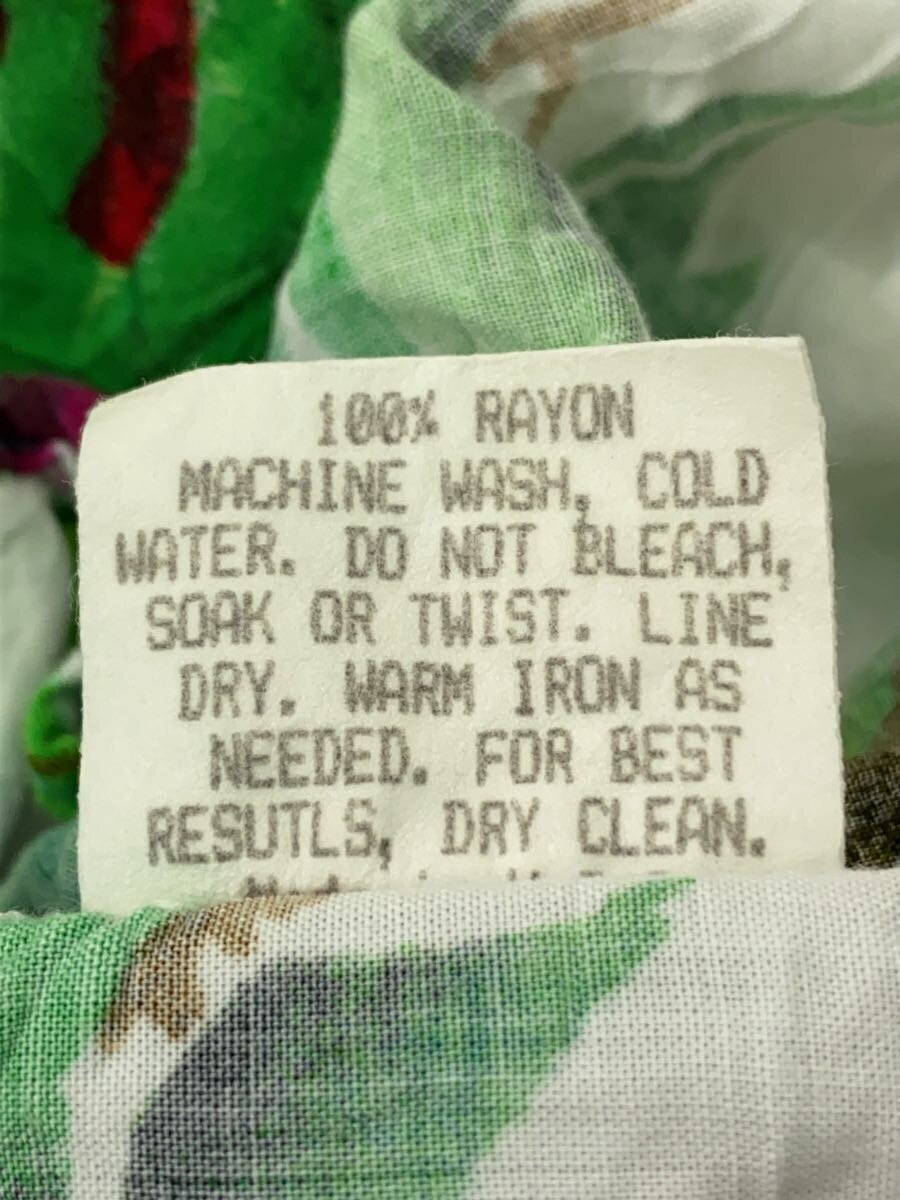 100% RAYON
MACHINE WASH, COLD
WATER. DO NOT BLEACH,
SOAK OR TWIST. LINE
DRY. WARM IRON AS
NEEDED. FOR BEST
RESUTLS, DRY CLEAN.